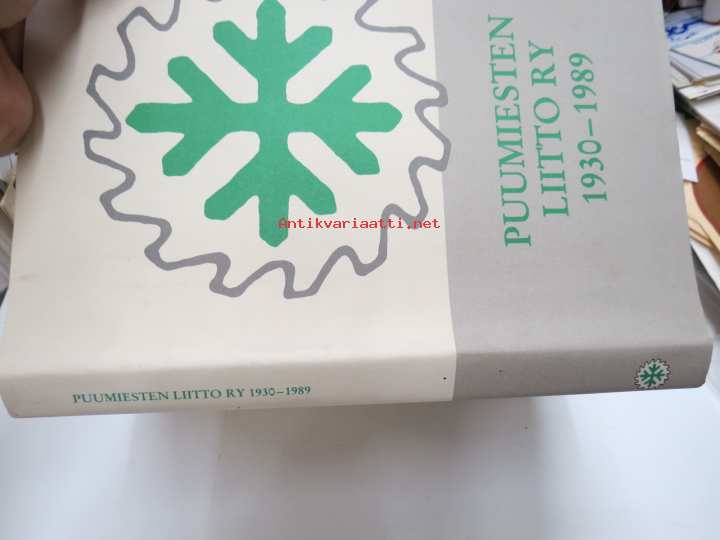 PUUMIESTEN
LIITTO RY
1930–1989
Antikvariaatti.net
PUUMIESTEN LIITTO RY 1930–1989